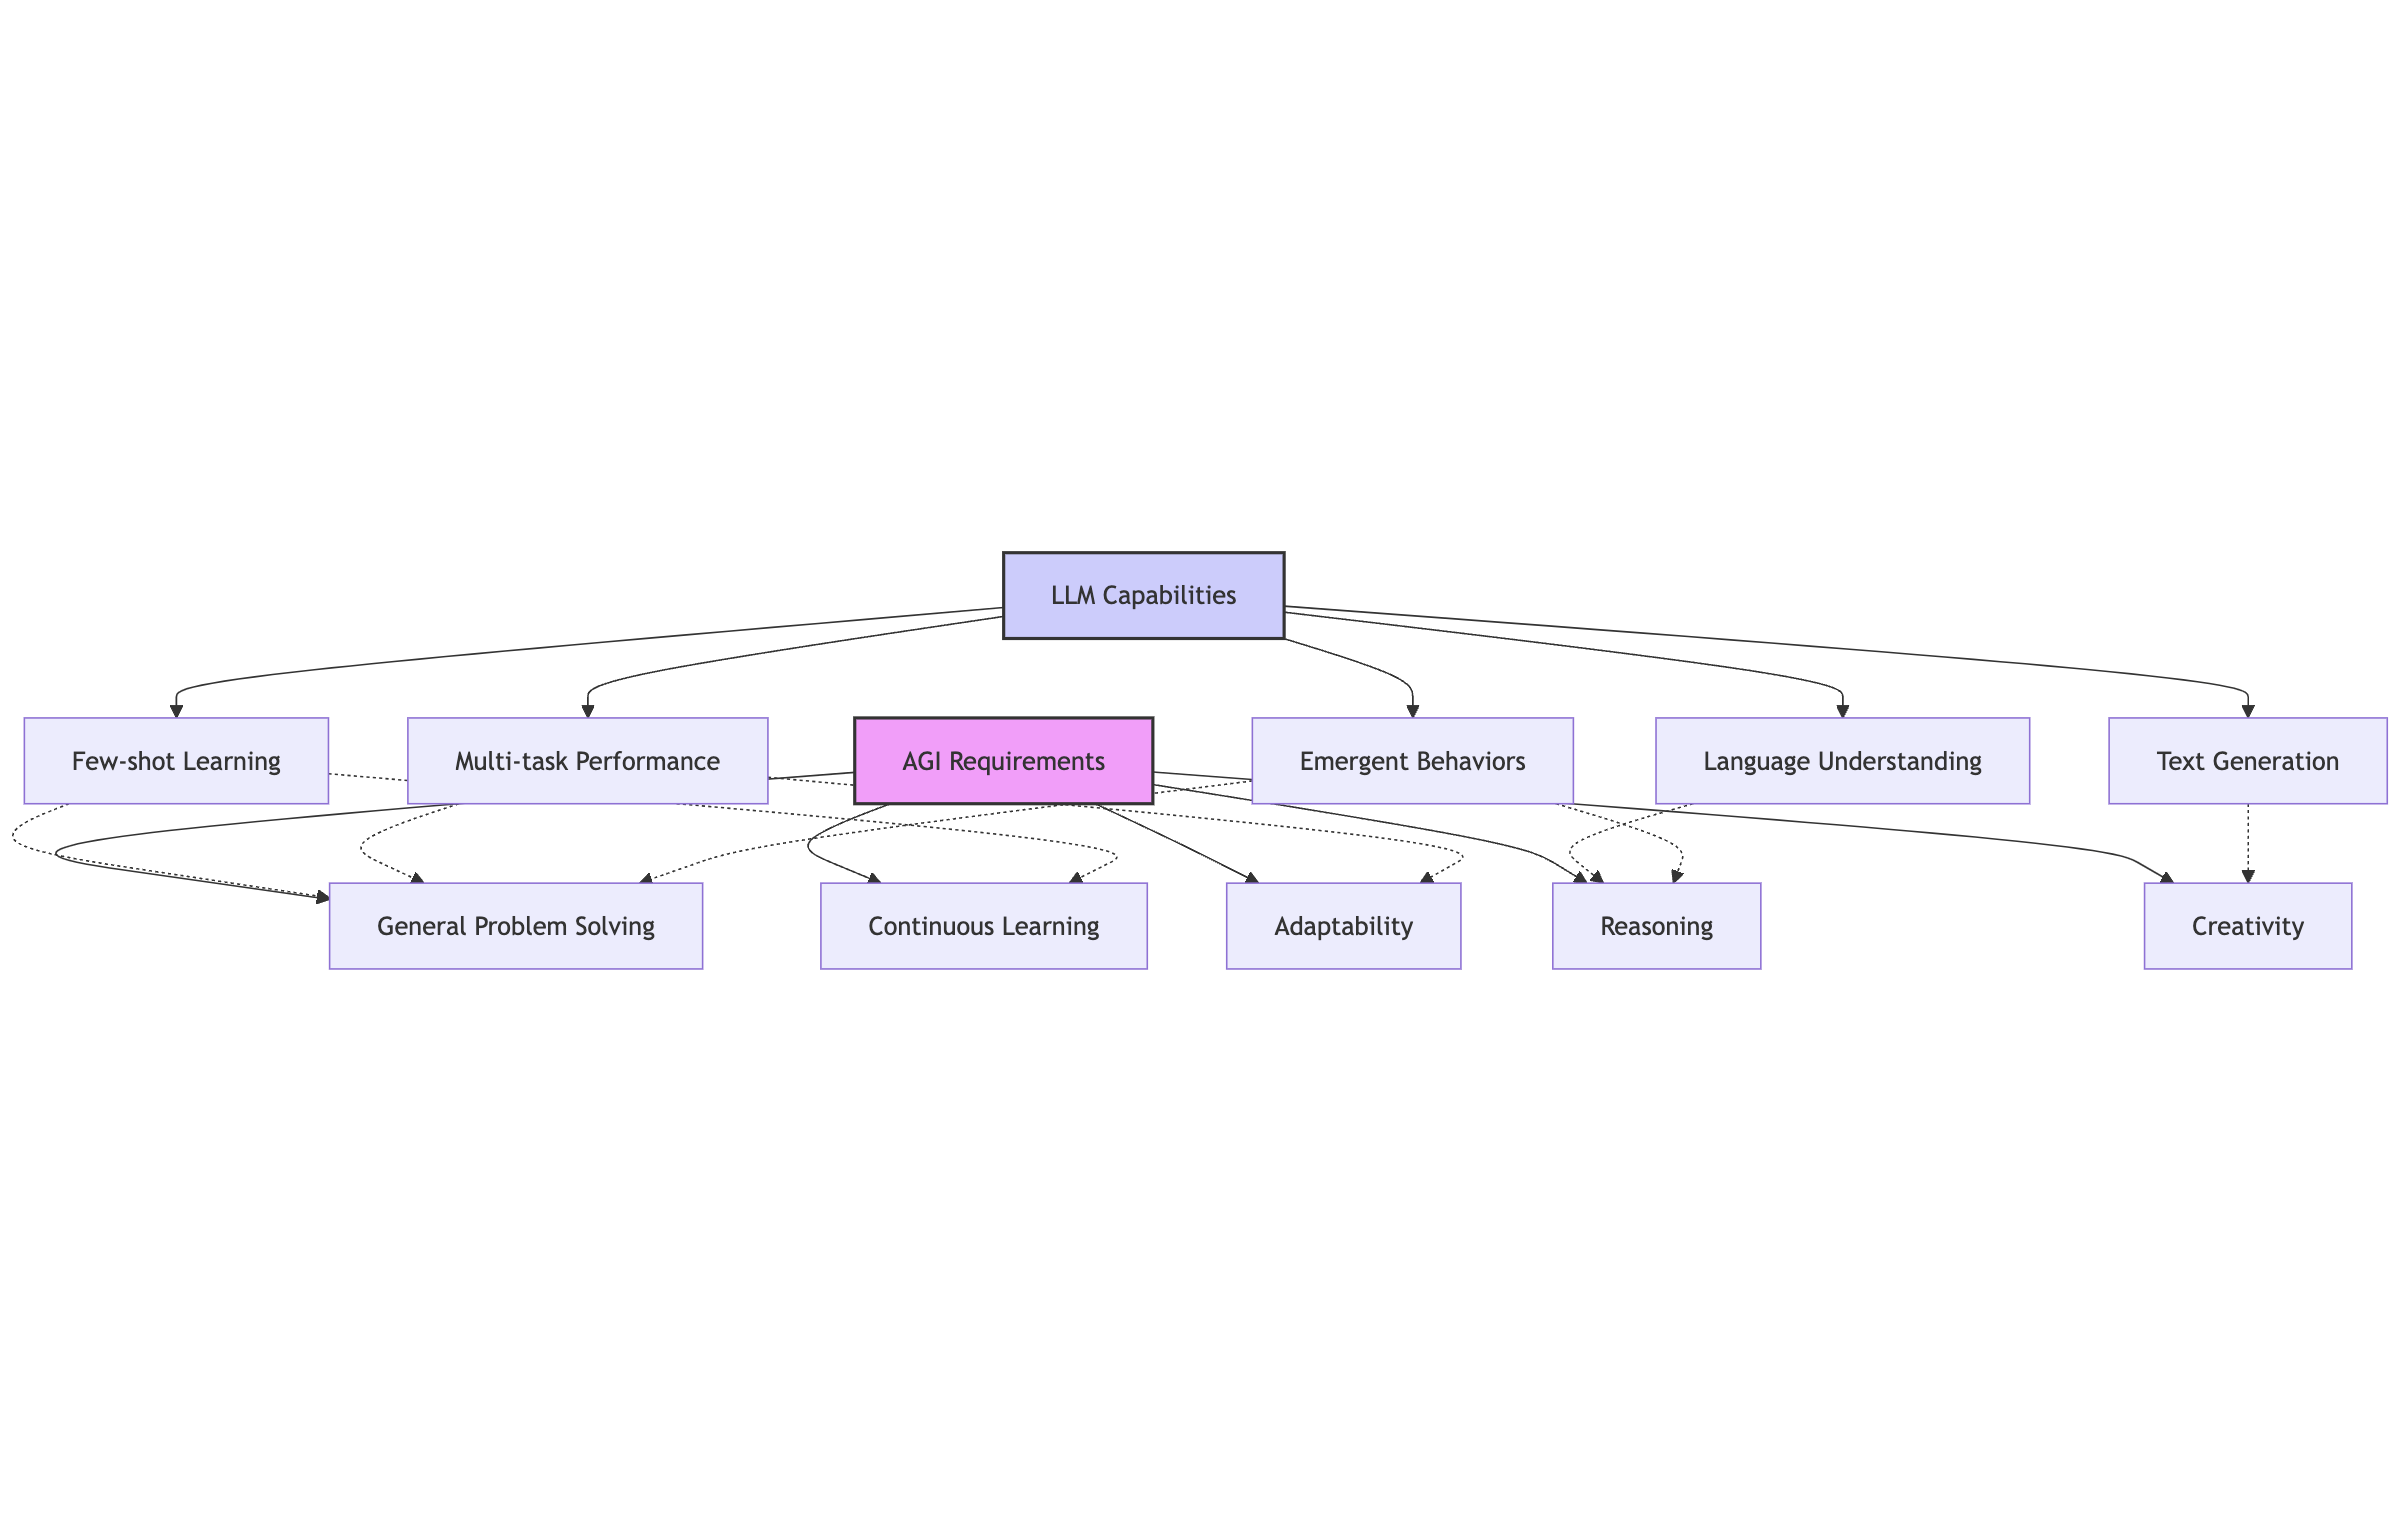 LLM Capabilities
Few-shot Learning
Multi-task Performance
AGI Requirements
Emergent Behaviors
Language Understanding
Text Generation
General Problem Solving
Continuous Learning
Adaptability
Reasoning
Creativity